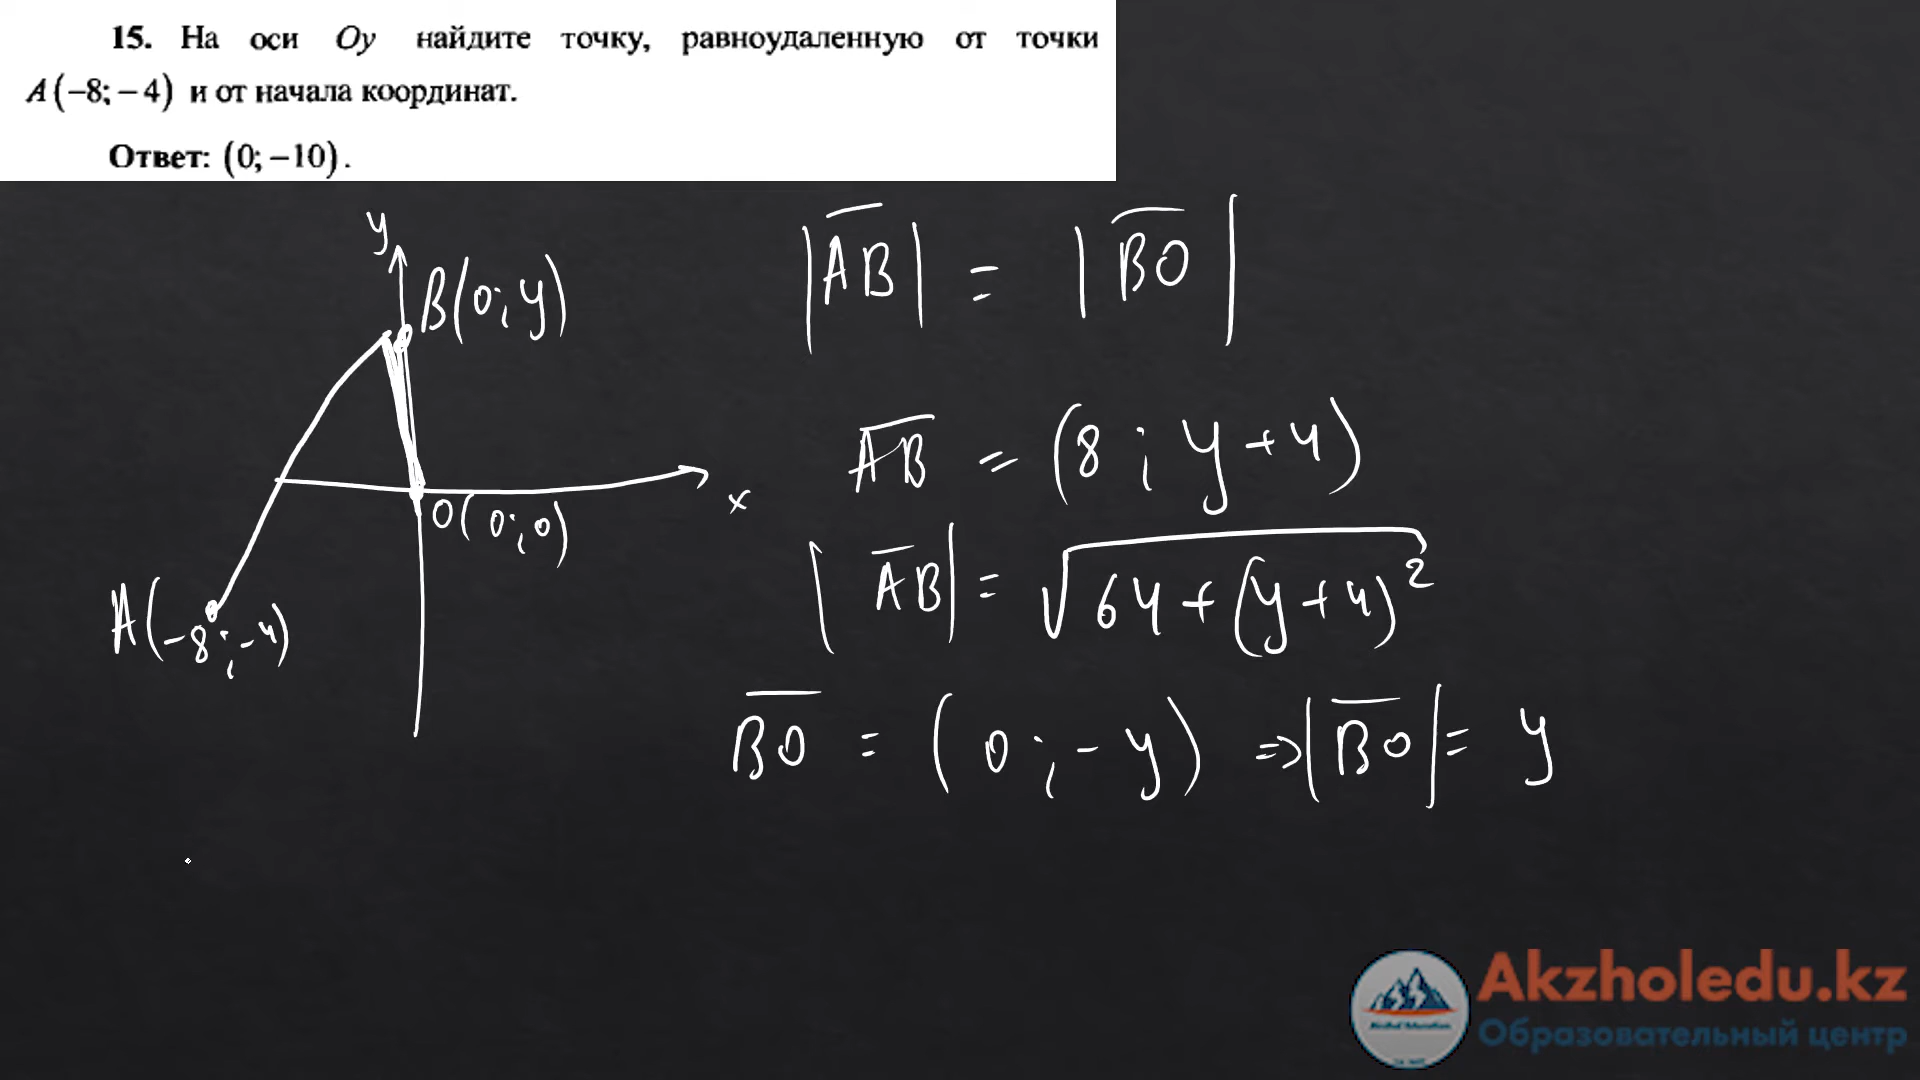 15. На оси Oy найдите точку, равноудаленную от точки
A(–8; – 4) и от начала координат.
Ответ: (0; –10).
y
B(0; y)
x
O(0; 0)
A(-8; -4)
|AB| = |BO|
AB = (8 ; y+4)
|AB| = √64+(y+4)²
BO = (0 ; -y) ⇒ |BO| = y
Akzholedu.kz
Образовательный центр